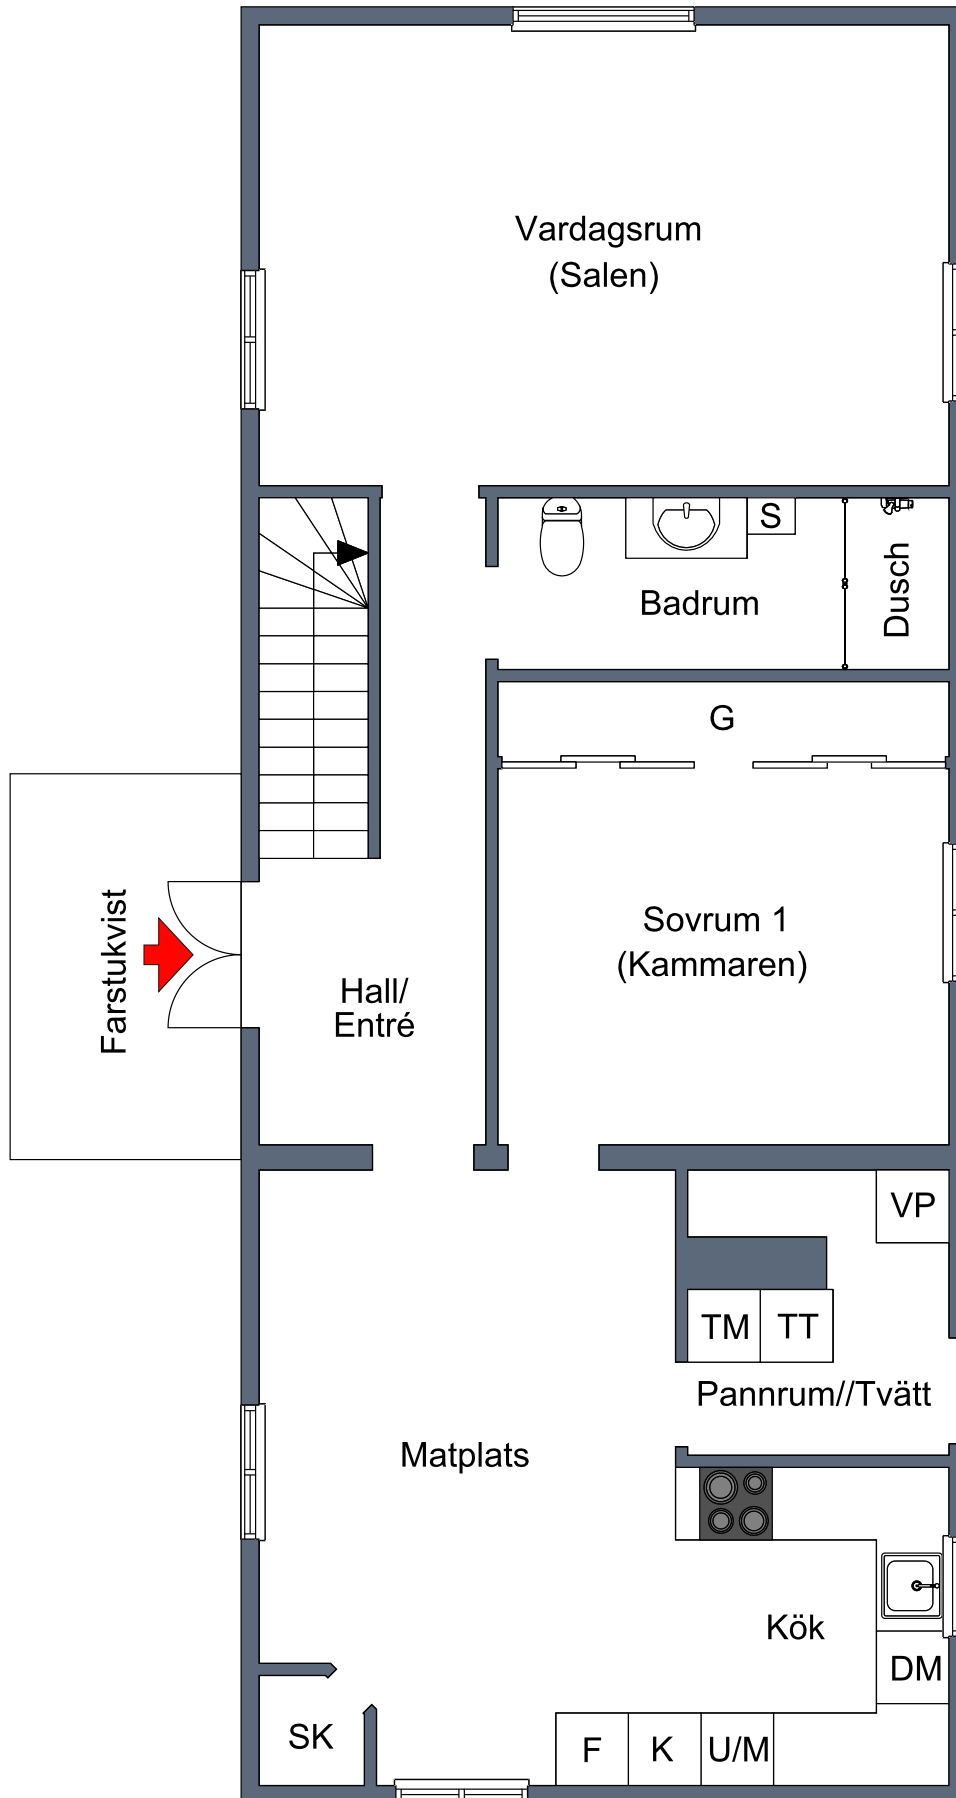 Vardagsrum
(Salen)
S
Badrum
Dusch
G
Farstukvist
Sovrum 1
(Kammaren)
Hall/
Entré
VP
TM
TT
Pannrum//Tvätt
Matplats
Kök
DM
SK
F
K
U/M